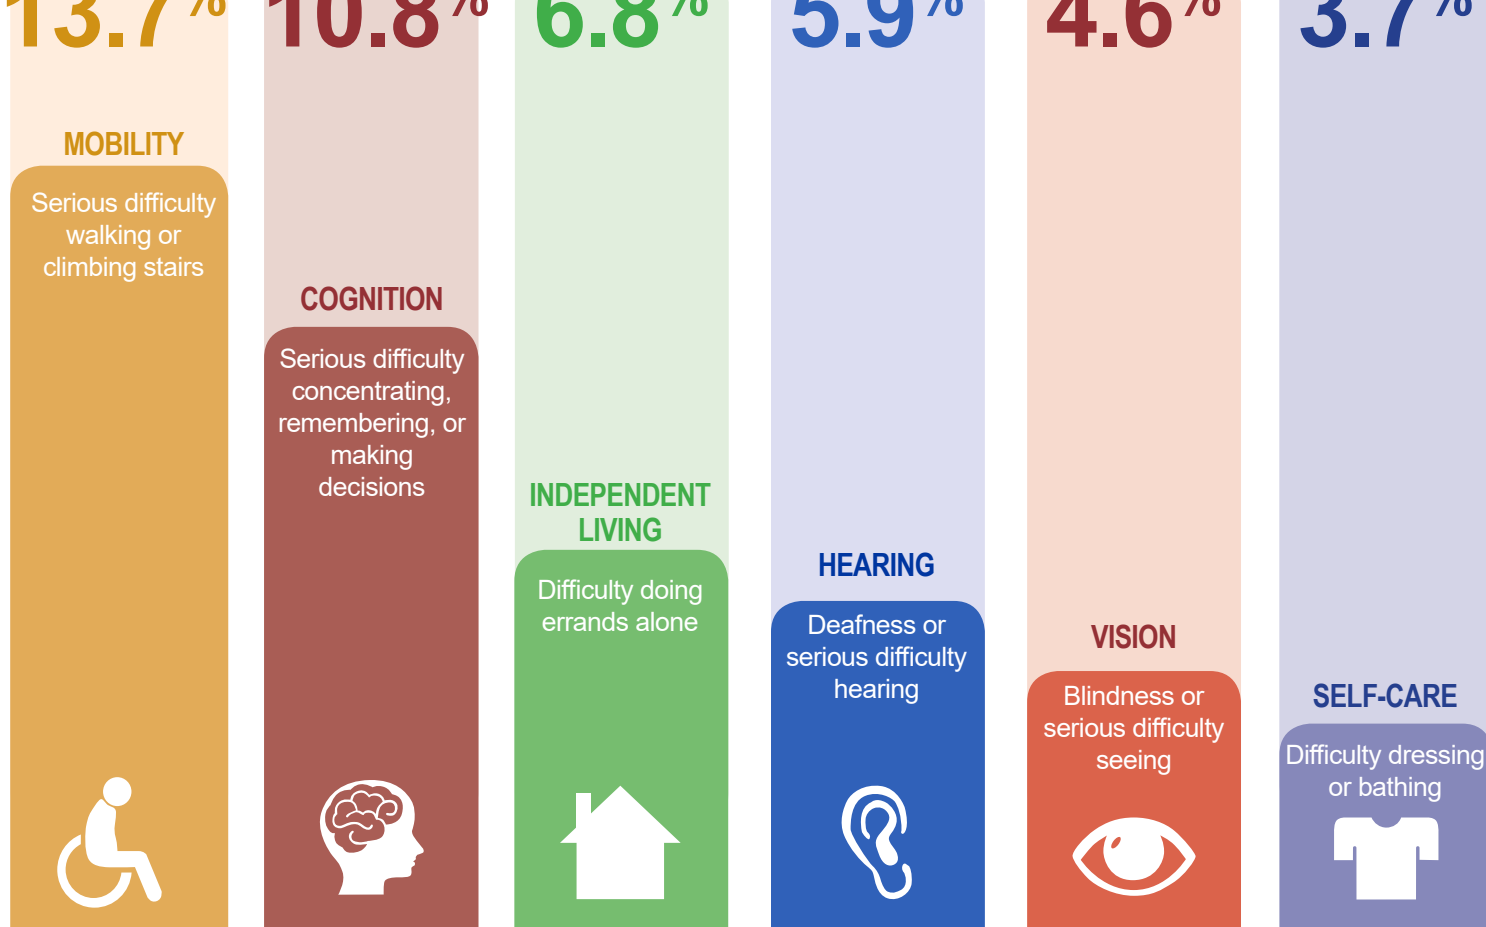 13.7%
10.8%
6.8%
5.9%
4.6%
3.7%
MOBILITY
Serious difficulty
walking or
climbing stairs
COGNITION
Serious difficulty
concentrating,
remembering, or
making
decisions
INDEPENDENT
LIVING
Difficulty doing
errands alone
HEARING
Deafness or
serious difficulty
hearing
VISION
Blindness or
serious difficulty
seeing
SELF-CARE
Difficulty dressing
or bathing